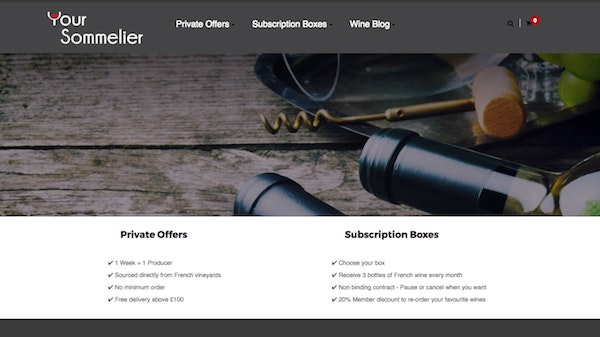 Your
Sommelier
Private Offers
Subscription Boxes
Wine Blog
0
Private Offers
✔ 1 Week = 1 Producer
✔ Sourced directly from French vineyards
✔ No minimum order
✔ Free delivery above £100
Subscription Boxes
✔ Choose your box
✔ Receive 3 bottles of French wine every month
✔ Non binding contract - Pause or cancel when you want
✔ 20% Member discount to re-order your favourite wines